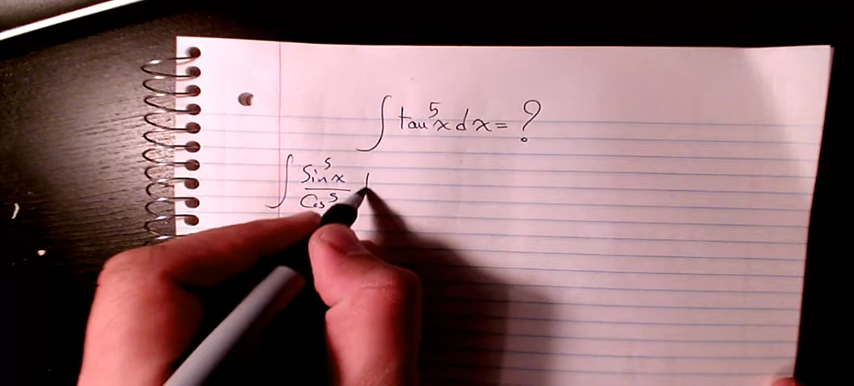 ∫ tan⁵x dx = ?
∫ Sin⁵x / Cos⁵